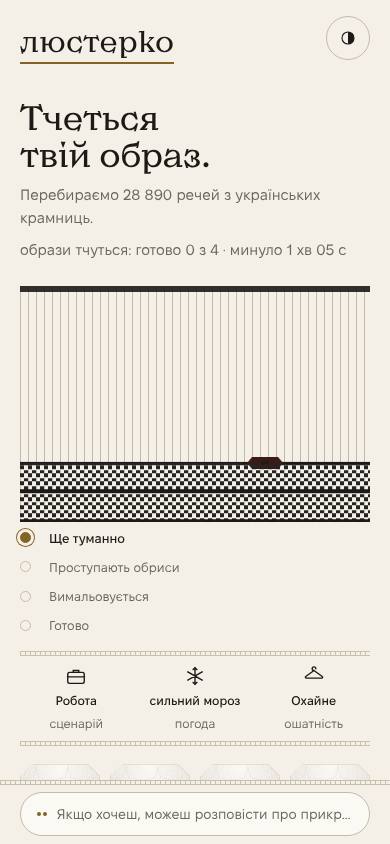 люстерко
Тчеться
твій образ.
Перебираємо 28 890 речей з українських
крамниць.
образи тчуться: готово 0 з 4 · минуло 1 хв 05 с
Ще туманно
Проступають обриси
Вимальовується
Готово
Робота
сценарій
сильний мороз
погода
Охайне
ошатність
Якщо хочеш, можеш розповісти про прикр...